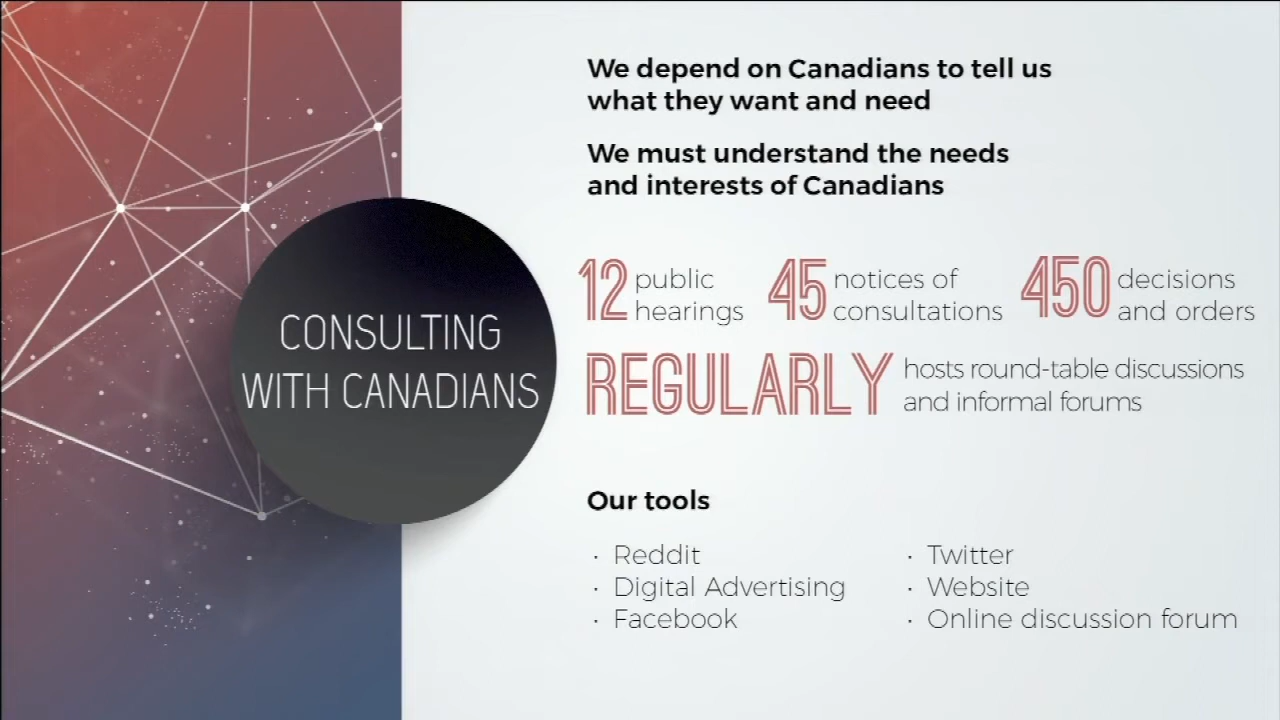 We depend on Canadians to tell us
what they want and need
We must understand the needs
and interests of Canadians
CONSULTING
WITH CANADIANS
12 public
hearings
45 notices of
consultations
450 decisions
and orders
REGULARLY hosts round-table discussions
and informal forums
Our tools
· Reddit
· Digital Advertising
· Facebook
· Twitter
· Website
· Online discussion forum